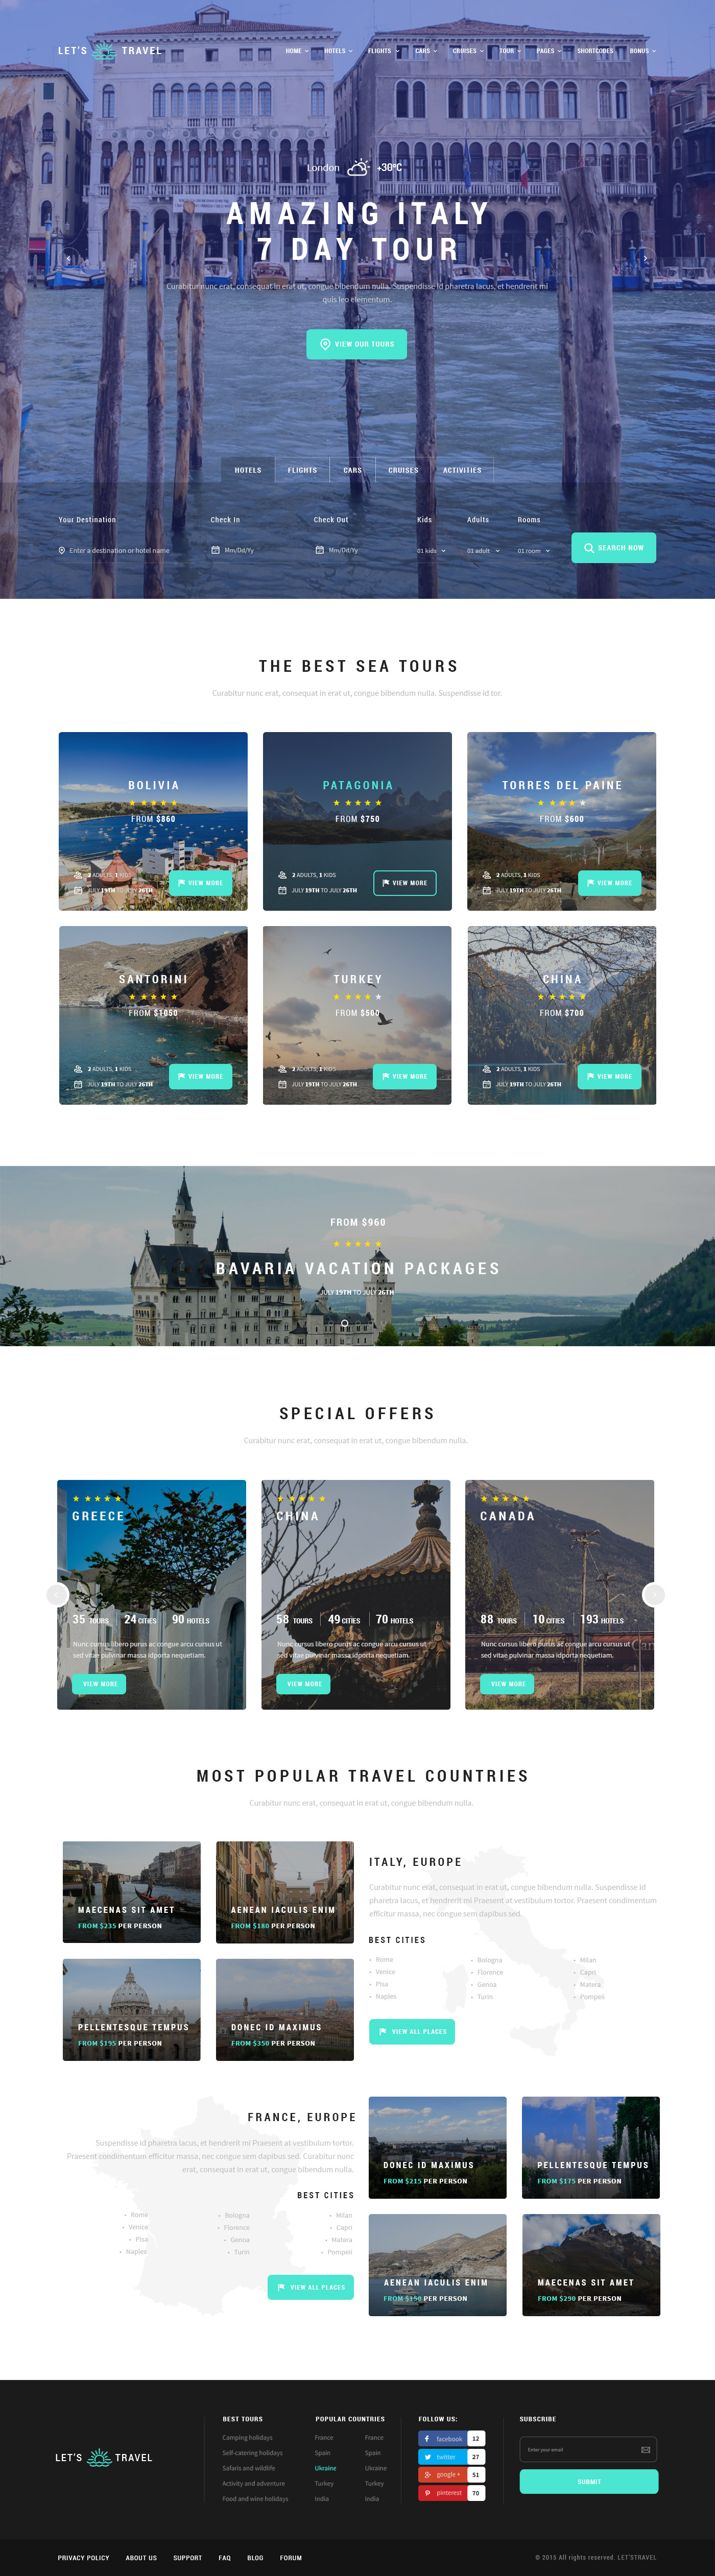 LET'S TRAVEL
HOME HOTELS FLIGHTS CARS CRUISES TOUR PAGES SHORTCODES BONUS
London +30°C
AMAZING ITALY
7 DAY TOUR
Curabitur nunc erat, consequat in erat ut, congue bibendum nulla. Suspendisse id pharetra lacus, et hendrerit mi
quis leo elementum.
VIEW OUR TOURS
HOTELS FLIGHTS CARS CRUISES ACTIVITIES
Your Destination Check In Check Out Kids Adults Rooms
Enter a destination or hotel name Mm/Dd/Yy Mm/Dd/Yy 01 kids 01 adult 01 room SEARCH NOW
THE BEST SEA TOURS
Curabitur nunc erat, consequat in erat ut, congue bibendum nulla. Suspendisse id tor.
BOLIVIA
FROM $860
2 ADULTS, 1 KIDS
JULY 19TH TO JULY 26TH
VIEW MORE
PATAGONIA
FROM $750
2 ADULTS, 1 KIDS
JULY 19TH TO JULY 26TH
VIEW MORE
TORRES DEL PAINE
FROM $600
2 ADULTS, 1 KIDS
JULY 19TH TO JULY 26TH
VIEW MORE
SANTORINI
FROM $1050
2 ADULTS, 1 KIDS
JULY 19TH TO JULY 26TH
VIEW MORE
TURKEY
FROM $500
2 ADULTS, 1 KIDS
JULY 19TH TO JULY 26TH
VIEW MORE
CHINA
FROM $700
2 ADULTS, 1 KIDS
JULY 19TH TO JULY 26TH
VIEW MORE
FROM $960
BAVARIA VACATION PACKAGES
JULY 19TH TO JULY 26TH
SPECIAL OFFERS
Curabitur nunc erat, consequat in erat ut, congue bibendum nulla.
GREECE
35 TOURS 24 CITIES 90 HOTELS
Nunc cursus libero purus ac congue arcu cursus ut
sed vitae pulvinar massa idporta nequetiam.
VIEW MORE
CHINA
58 TOURS 49 CITIES 70 HOTELS
Nunc cursus libero purus ac congue arcu cursus ut
sed vitae pulvinar massa idporta nequetiam.
VIEW MORE
CANADA
88 TOURS 10 CITIES 193 HOTELS
Nunc cursus libero purus ac congue arcu cursus ut
sed vitae pulvinar massa idporta nequetiam.
VIEW MORE
MOST POPULAR TRAVEL COUNTRIES
Curabitur nunc erat, consequat in erat ut, congue bibendum nulla.
MAECENAS SIT AMET
FROM $235 PER PERSON
AENEAN IACULIS ENIM
FROM $180 PER PERSON
PELLENTESQUE TEMPUS
FROM $195 PER PERSON
DONEC ID MAXIMUS
FROM $350 PER PERSON
ITALY, EUROPE
Curabitur nunc erat, consequat in erat ut, congue bibendum nulla. Suspendisse id
pharetra lacus, et hendrerit mi Praesent at vestibulum tortor. Praesent condimentum
efficitur massa, nec congue sem dapibus sed.
BEST CITIES
Rome Bologna Milan
Venice Florence Capri
Pisa Genoa Matera
Naples Turin Pompeii
VIEW ALL PLACES
FRANCE, EUROPE
Suspendisse id pharetra lacus, et hendrerit mi Praesent at vestibulum tortor.
Praesent condimentum efficitur massa, nec congue sem dapibus sed. Curabitur nunc
erat, consequat in erat ut, congue bibendum nulla.
BEST CITIES
Rome Bologna Milan
Venice Florence Capri
Pisa Genoa Matera
Naples Turin Pompeii
VIEW ALL PLACES
DONEC ID MAXIMUS
FROM $215 PER PERSON
PELLENTESQUE TEMPUS
FROM $175 PER PERSON
AENEAN IACULIS ENIM
FROM $190 PER PERSON
MAECENAS SIT AMET
FROM $290 PER PERSON
LET'S TRAVEL
BEST TOURS
Camping holidays
Self-catering holidays
Safaris and wildlife
Activity and adventure
Food and wine holidays
POPULAR COUNTRIES
France France
Spain Spain
Ukraine Ukraine
Turkey Turkey
India India
FOLLOW US:
facebook 12
twitter 27
google + 51
pinterest 70
SUBSCRIBE
Enter your email
SUBMIT
PRIVACY POLICY ABOUT US SUPPORT FAQ BLOG FORUM
© 2015 All rights reserved. LET'STRAVEL